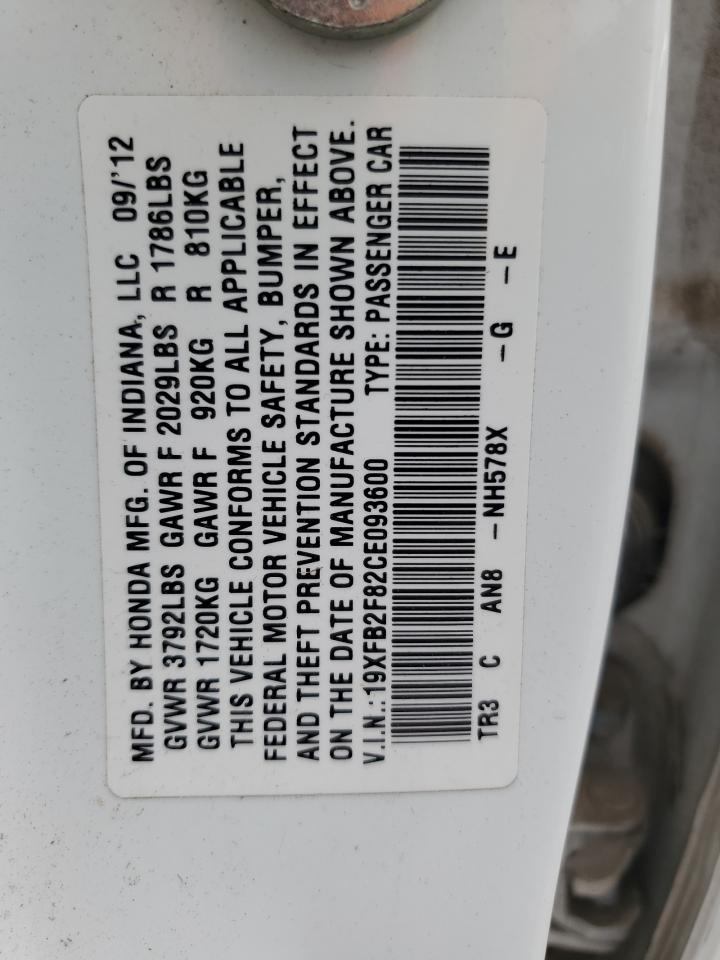 MFD. BY HONDA MFG. OF INDIANA, LLC 09/'12
GVWR 3792LBS GAWR F 2029LBS R 1786LBS
GVWR 1720KG GAWR F 920KG R 810KG
THIS VEHICLE CONFORMS TO ALL APPLICABLE
FEDERAL MOTOR VEHICLE SAFETY, BUMPER,
AND THEFT PREVENTION STANDARDS IN EFFECT
ON THE DATE OF MANUFACTURE SHOWN ABOVE.
V.I.N.:19XFB2F82CE093600 TYPE: PASSENGER CAR
TR3 C AN8 -NH578X -G -E